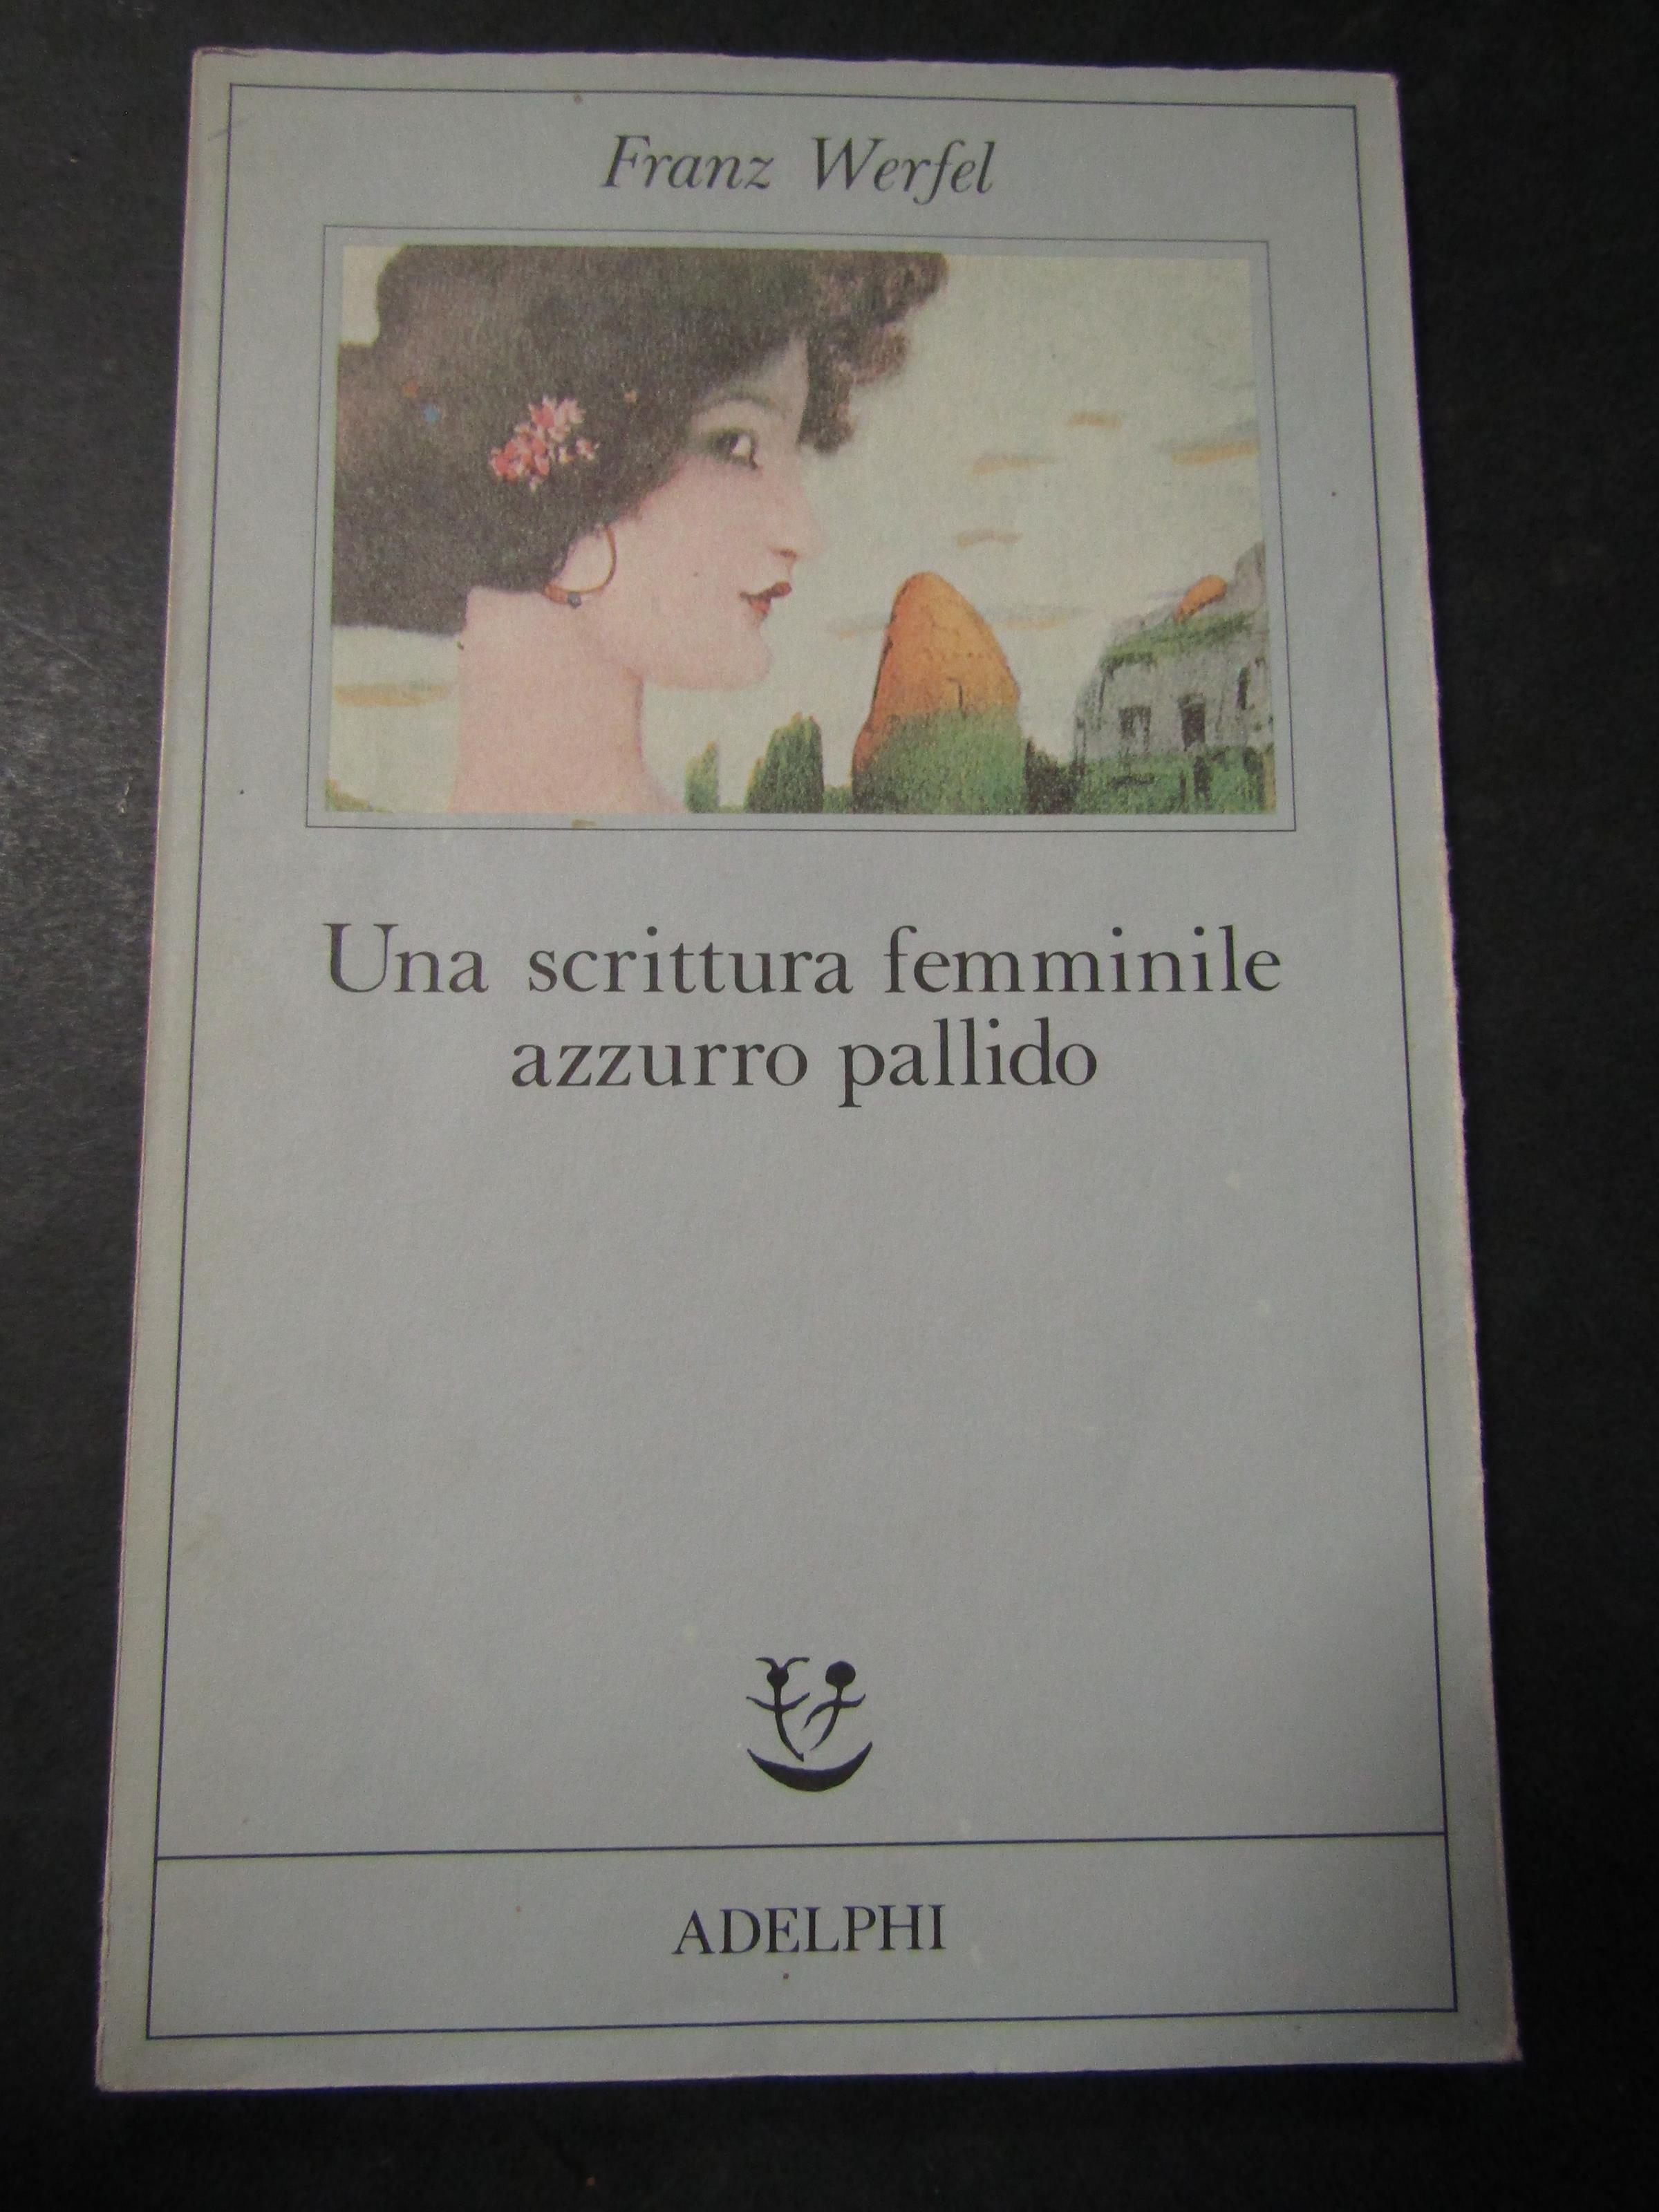 Franz Werfel
Una scrittura femminile
azzurro pallido
ADELPHI